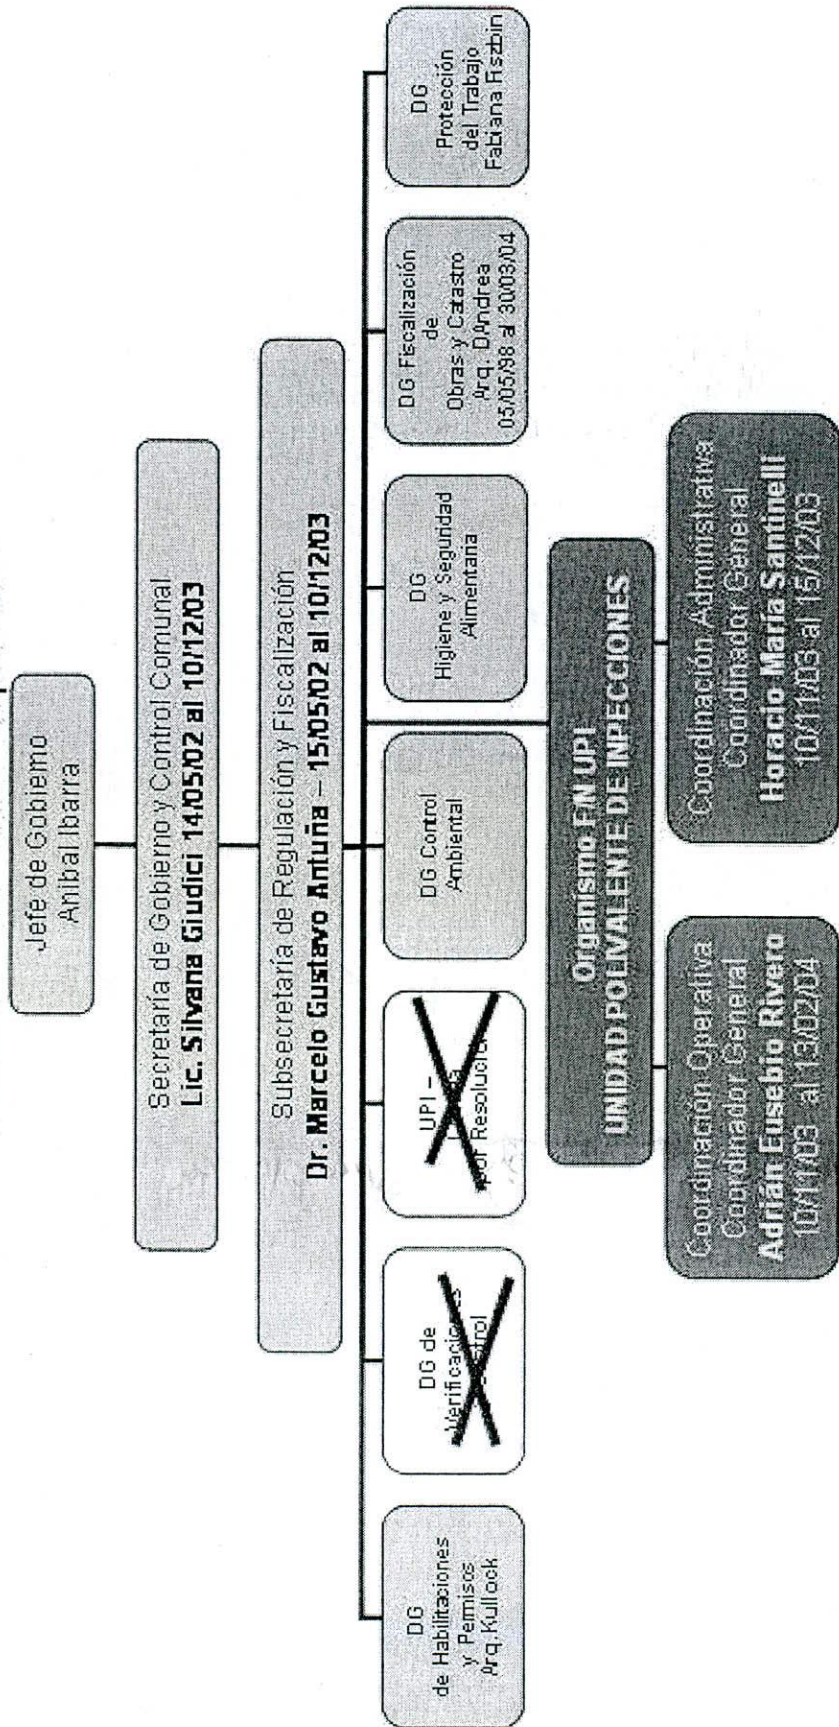 Jefe de Gobierno
Aníbal Ibarra
Secretaría de Gobierno y Control Comunal
Lic. Silvana Giudici 14/05/02 al 10/12/03
Subsecretaría de Regulación y Fiscalización
Dr. Marcelo Gustavo Antuña – 15/05/02 al 10/12/03
DG
de Habilitaciones
y Permisos
Arq. Kullock
DG de
Verificaciones
UPI –
por Resolución
DG Control
Ambiental
DG
Higiene y Seguridad
Alimentaria
DG Fiscalización
de
Obras y Catastro
Arq. DAndrea
05/05/98 al 30/03/04
DG
Protección
del Trabajo
Fabiana Fiszbin
Organísmo F/N UPI
UNIDAD POLIVALENTE DE INPECCIONES
Coordinación Operativa
Coordinador General
Adrián Eusebio Rivero
10/11/03 al 13/02/04
Coordinación Administrativa
Coordinador General
Horacio María Santinelli
10/11/03 al 15/12/03